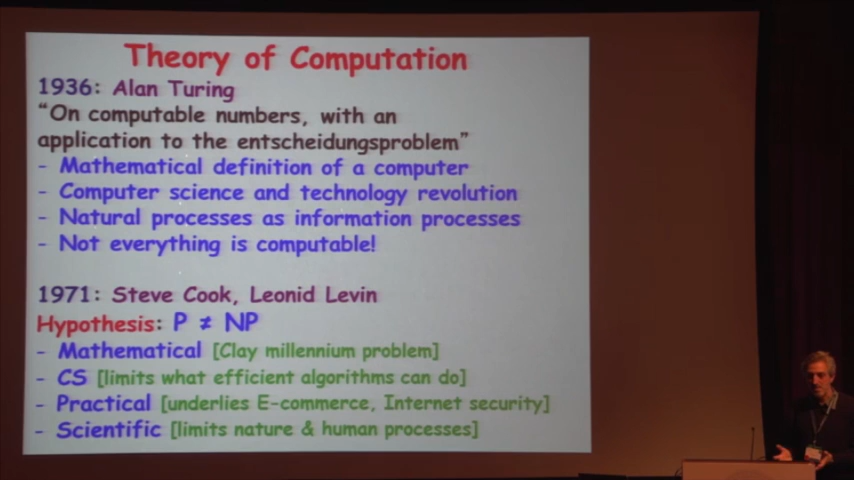 Theory of Computation
1936: Alan Turing
“On computable numbers, with an
application to the entscheidungsproblem”
- Mathematical definition of a computer
- Computer science and technology revolution
- Natural processes as information processes
- Not everything is computable!
1971: Steve Cook, Leonid Levin
Hypothesis: P ≠ NP
- Mathematical [Clay millennium problem]
- CS [limits what efficient algorithms can do]
- Practical [underlies E-commerce, Internet security]
- Scientific [limits nature & human processes]